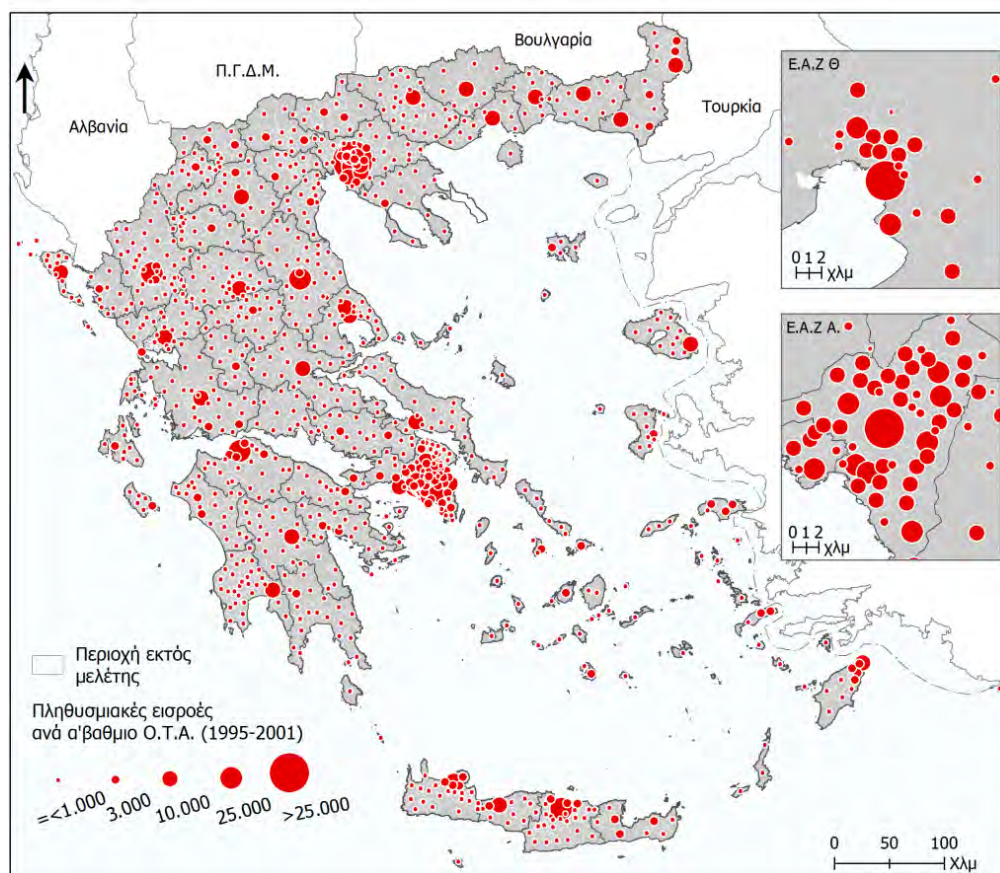 Βουλγαρία
Π.Γ.Δ.Μ.
Αλβανία
Τουρκία
Ε.Α.Ζ Θ.
0 1 2
χλμ
Ε.Α.Ζ Α.
0 1 2
χλμ
Περιοχή εκτός
μελέτης
Πληθυσμιακές εισροές
ανά α'βαθμιο Ο.Τ.Α. (1995-2001)
=<1.000 3.000 10.000 25.000 >25.000
0 50 100
Χλμ